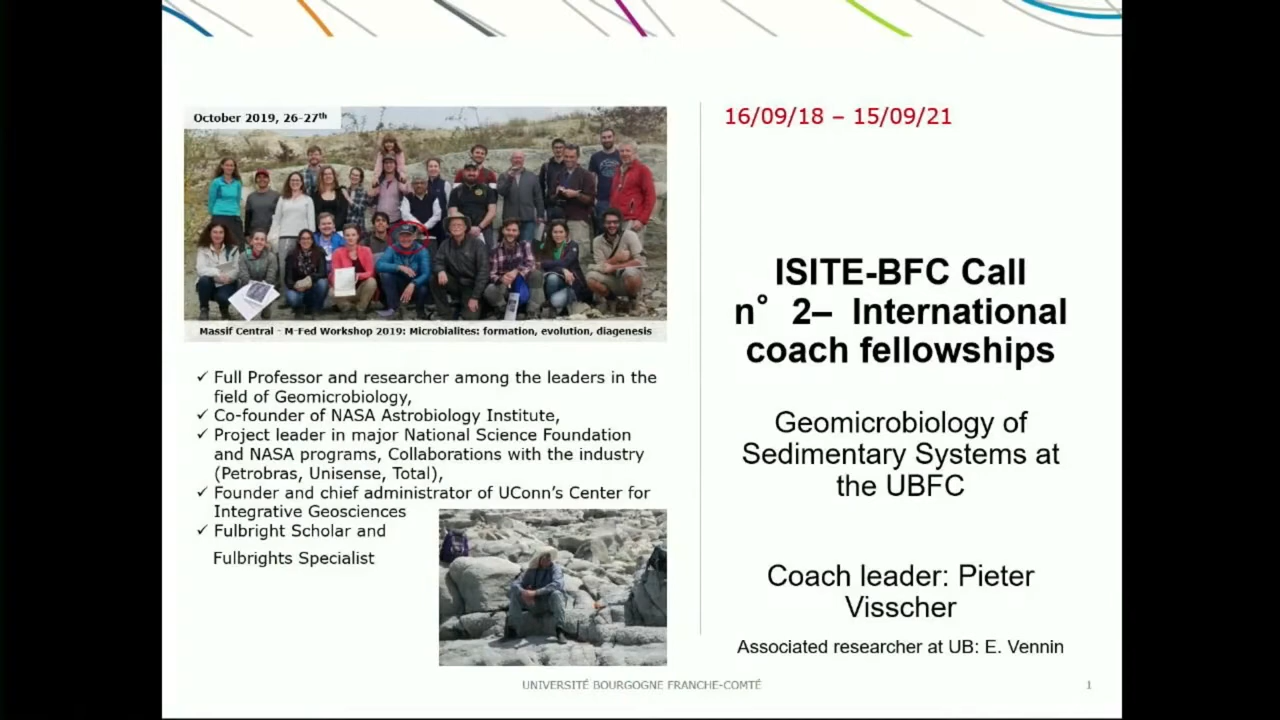 October 2019, 26-27th
Massif Central - M-Fed Workshop 2019: Microbialites: formation, evolution, diagenesis
✓ Full Professor and researcher among the leaders in the
field of Geomicrobiology,
✓ Co-founder of NASA Astrobiology Institute,
✓ Project leader in major National Science Foundation
and NASA programs, Collaborations with the industry
(Petrobras, Unisense, Total),
✓ Founder and chief administrator of UConn's Center for
Integrative Geosciences
✓ Fulbright Scholar and
Fulbrights Specialist
16/09/18 – 15/09/21
ISITE-BFC Call
n° 2– International
coach fellowships
Geomicrobiology of
Sedimentary Systems at
the UBFC
Coach leader: Pieter
Visscher
Associated researcher at UB: E. Vennin
UNIVERSITÉ BOURGOGNE FRANCHE-COMTÉ
1